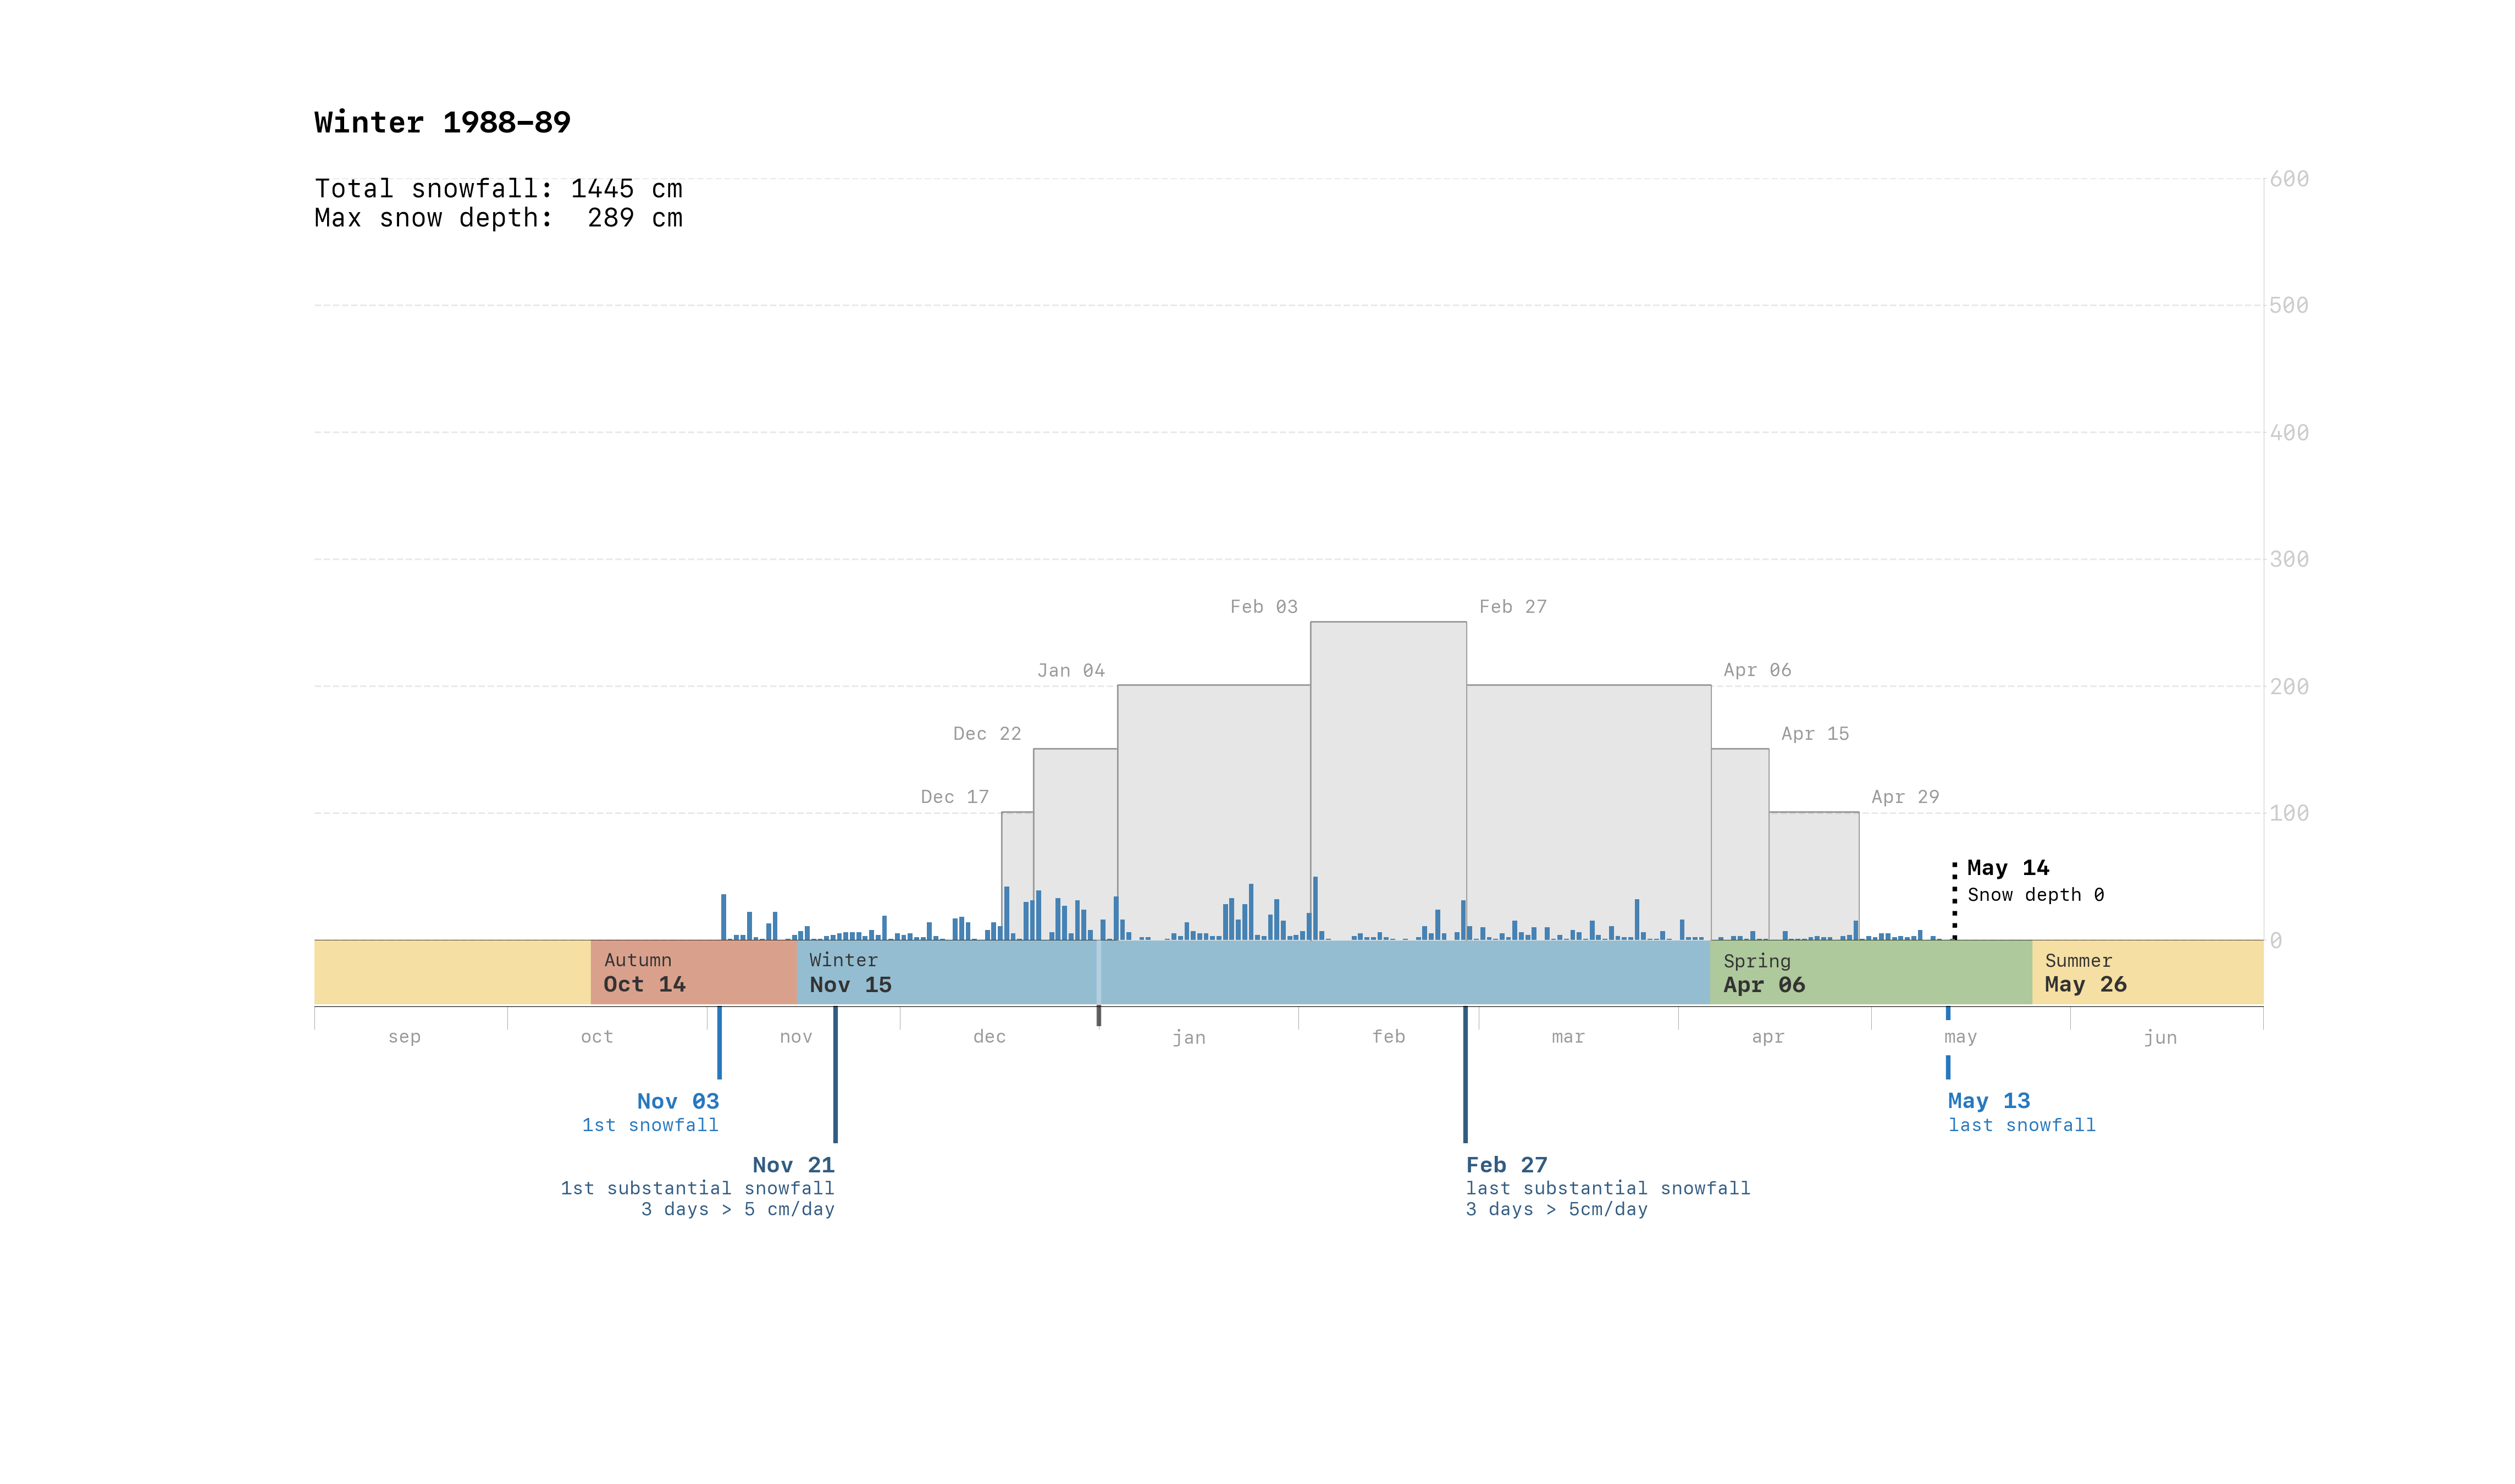 Winter 1988–89
Total snowfall: 1445 cm
Max snow depth:  289 cm
600
500
400
300
Feb 03
Feb 27
Jan 04
Apr 06
200
Dec 22
Apr 15
Dec 17
Apr 29
100
May 14
Snow depth 0
0
Autumn
Oct 14
Winter
Nov 15
Spring
Apr 06
Summer
May 26
sep oct nov dec jan feb mar apr may jun
Nov 03
1st snowfall
May 13
last snowfall
Nov 21
1st substantial snowfall
3 days > 5 cm/day
Feb 27
last substantial snowfall
3 days > 5cm/day